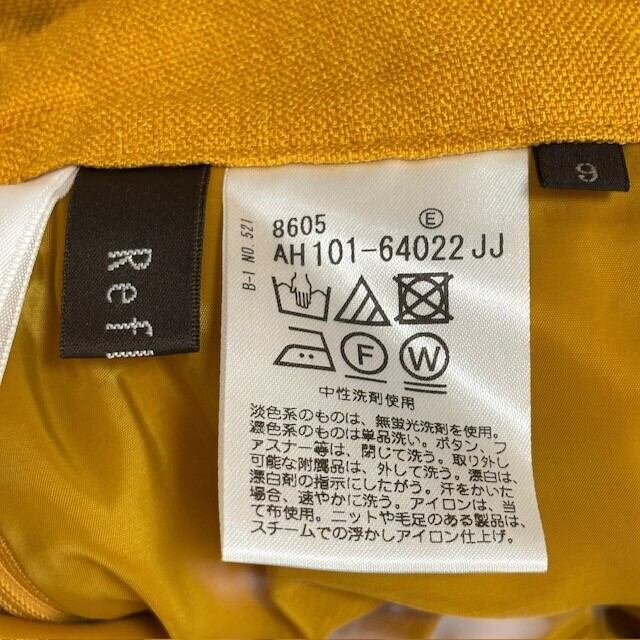 Ref
B-1 NO. 521
8605 E
AH101-64022JJ
F W
中性洗剤使用
淡色系のものは、無蛍光洗剤を使用。
濃色系のものは単品洗い。ボタン、フ
ァスナー等は、閉じて洗う。取り外し
可能な附属品は、外して洗う。漂白は、
漂白剤の指示にしたがう。汗をかいた
場合、速やかに洗う。アイロンは、当
て布使用。ニットや毛足のある製品は、
スチームでの浮かしアイロン仕上げ。
9